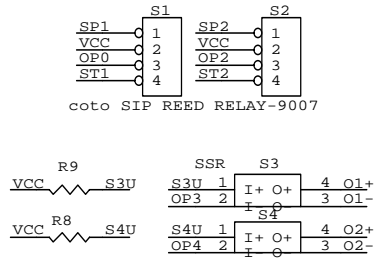 S1 S2
SP1 1 SP2 1
VCC 2 VCC 2
OP0 3 OP2 3
ST1 4 ST2 4
coto SIP REED RELAY-9007
R9 SSR S3
VCC S3U S3U 1 I+ O+ 4 O1+
OP3 2 I- O- 3 O1-
R8 S4
VCC S4U S4U 1 I+ O+ 4 O2+
OP4 2 I- O- 3 O2-